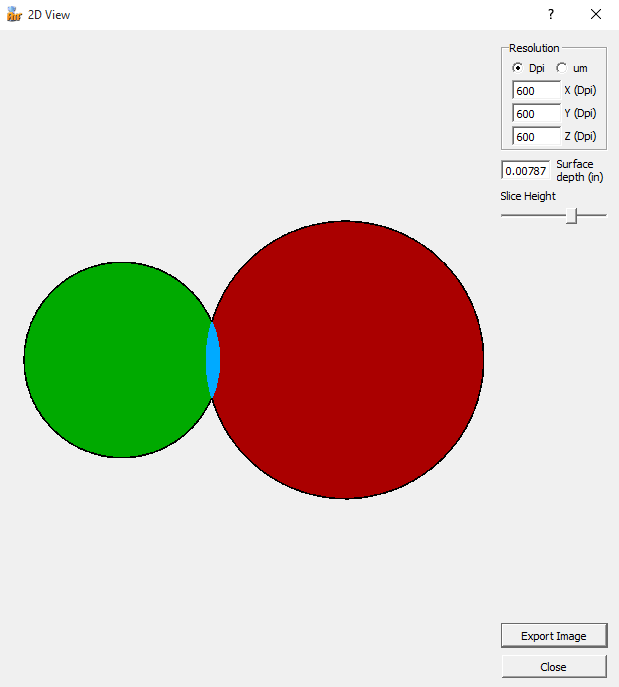 2D View
?
Resolution
Dpi
um
600 X (Dpi)
600 Y (Dpi)
600 Z (Dpi)
0.00787 Surface
depth (in)
Slice Height
Export Image
Close